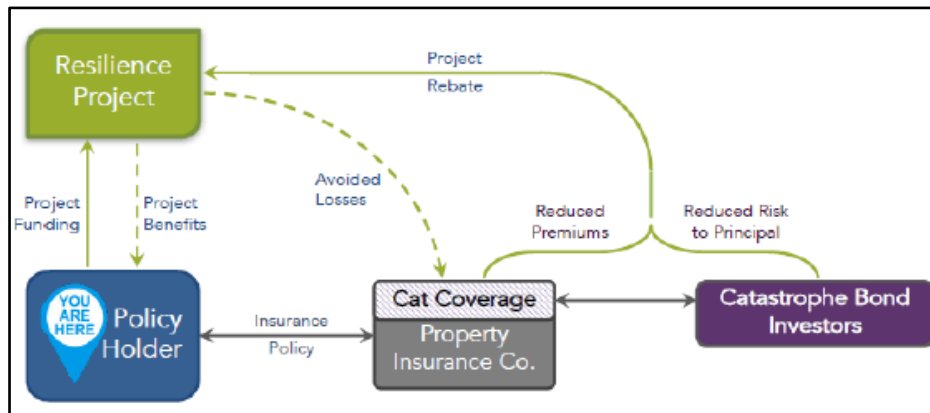 Resilience
Project
Project
Rebate
Avoided
Losses
Project
Funding
Project
Benefits
Reduced
Premiums
Reduced Risk
to Principal
YOU
ARE
HERE
Policy
Holder
Insurance
Policy
Cat Coverage
Property
Insurance Co.
Catastrophe Bond
Investors